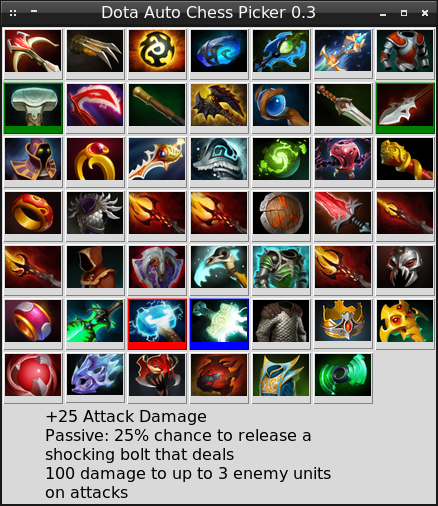 Dota Auto Chess Picker 0.3
+25 Attack Damage
Passive: 25% chance to release a
shocking bolt that deals
100 damage to up to 3 enemy units
on attacks